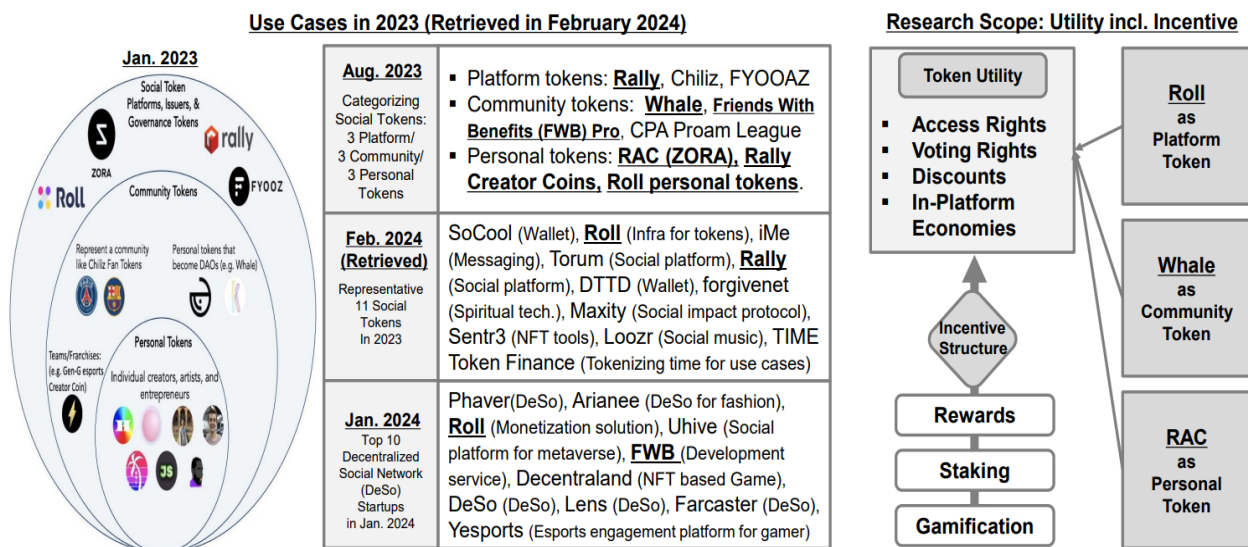 Use Cases in 2023 (Retrieved in February 2024)
Research Scope: Utility incl. Incentive
Jan. 2023
Social Token
Platforms, Issuers, &
Governance Tokens
ZORA
rally
Roll
FYOOZ
Community Tokens
Represent a community
like Chiliz Fan Tokens
Personal tokens that
become DAOs (e.g. Whale)
Teams/Franchises:
(e.g. Gen-G esports
Creator Coin)
Personal Tokens
Individual creators, artists, and
entrepreneurs
JS
Aug. 2023
Categorizing
Social Tokens:
3 Platform/
3 Community/
3 Personal
Tokens
▪ Platform tokens: Rally, Chiliz, FYOOAZ
▪ Community tokens: Whale, Friends With
Benefits (FWB) Pro, CPA Proam League
▪ Personal tokens: RAC (ZORA), Rally
Creator Coins, Roll personal tokens.
Feb. 2024
(Retrieved)
Representative
11 Social
Tokens
In 2023
SoCool (Wallet), Roll (Infra for tokens), iMe
(Messaging), Torum (Social platform), Rally
(Social platform), DTTD (Wallet), forgivenet
(Spiritual tech.), Maxity (Social impact protocol),
Sentr3 (NFT tools), Loozr (Social music), TIME
Token Finance (Tokenizing time for use cases)
Jan. 2024
Top 10
Decentralized
Social Network
(DeSo)
Startups
in Jan. 2024
Phaver(DeSo), Arianee (DeSo for fashion),
Roll (Monetization solution), Uhive (Social
platform for metaverse), FWB (Development
service), Decentraland (NFT based Game),
DeSo (DeSo), Lens (DeSo), Farcaster (DeSo),
Yesports (Esports engagement platform for gamer)
Token Utility
▪ Access Rights
▪ Voting Rights
▪ Discounts
▪ In-Platform
Economies
Incentive
Structure
Rewards
Staking
Gamification
Roll
as
Platform
Token
Whale
as
Community
Token
RAC
as
Personal
Token